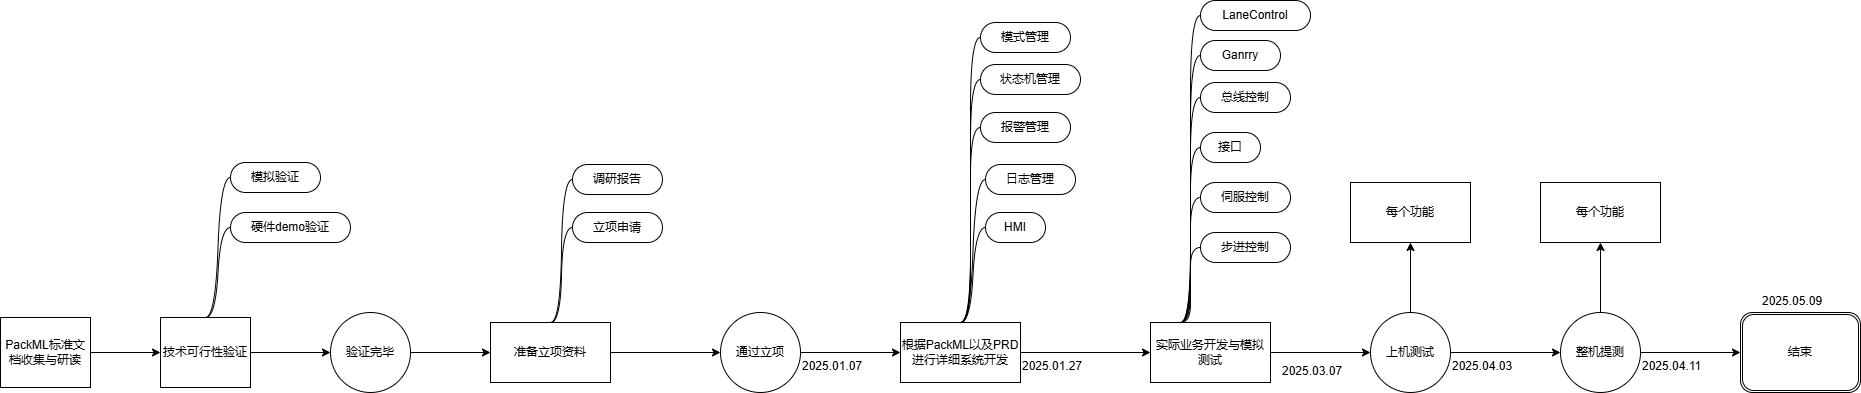 PackML标准文
档收集与研读
模拟验证
硬件demo验证
技术可行性验证
验证完毕
调研报告
立项申请
准备立项资料
通过立项
2025.01.07
模式管理
状态机管理
报警管理
日志管理
HMI
根据PackML以及PRD
进行详细系统开发
2025.01.27
LaneControl
Ganrry
总线控制
接口
伺服控制
步进控制
实际业务开发与模拟
测试
2025.03.07
每个功能
上机测试
2025.04.03
每个功能
整机提测
2025.04.11
2025.05.09
结束